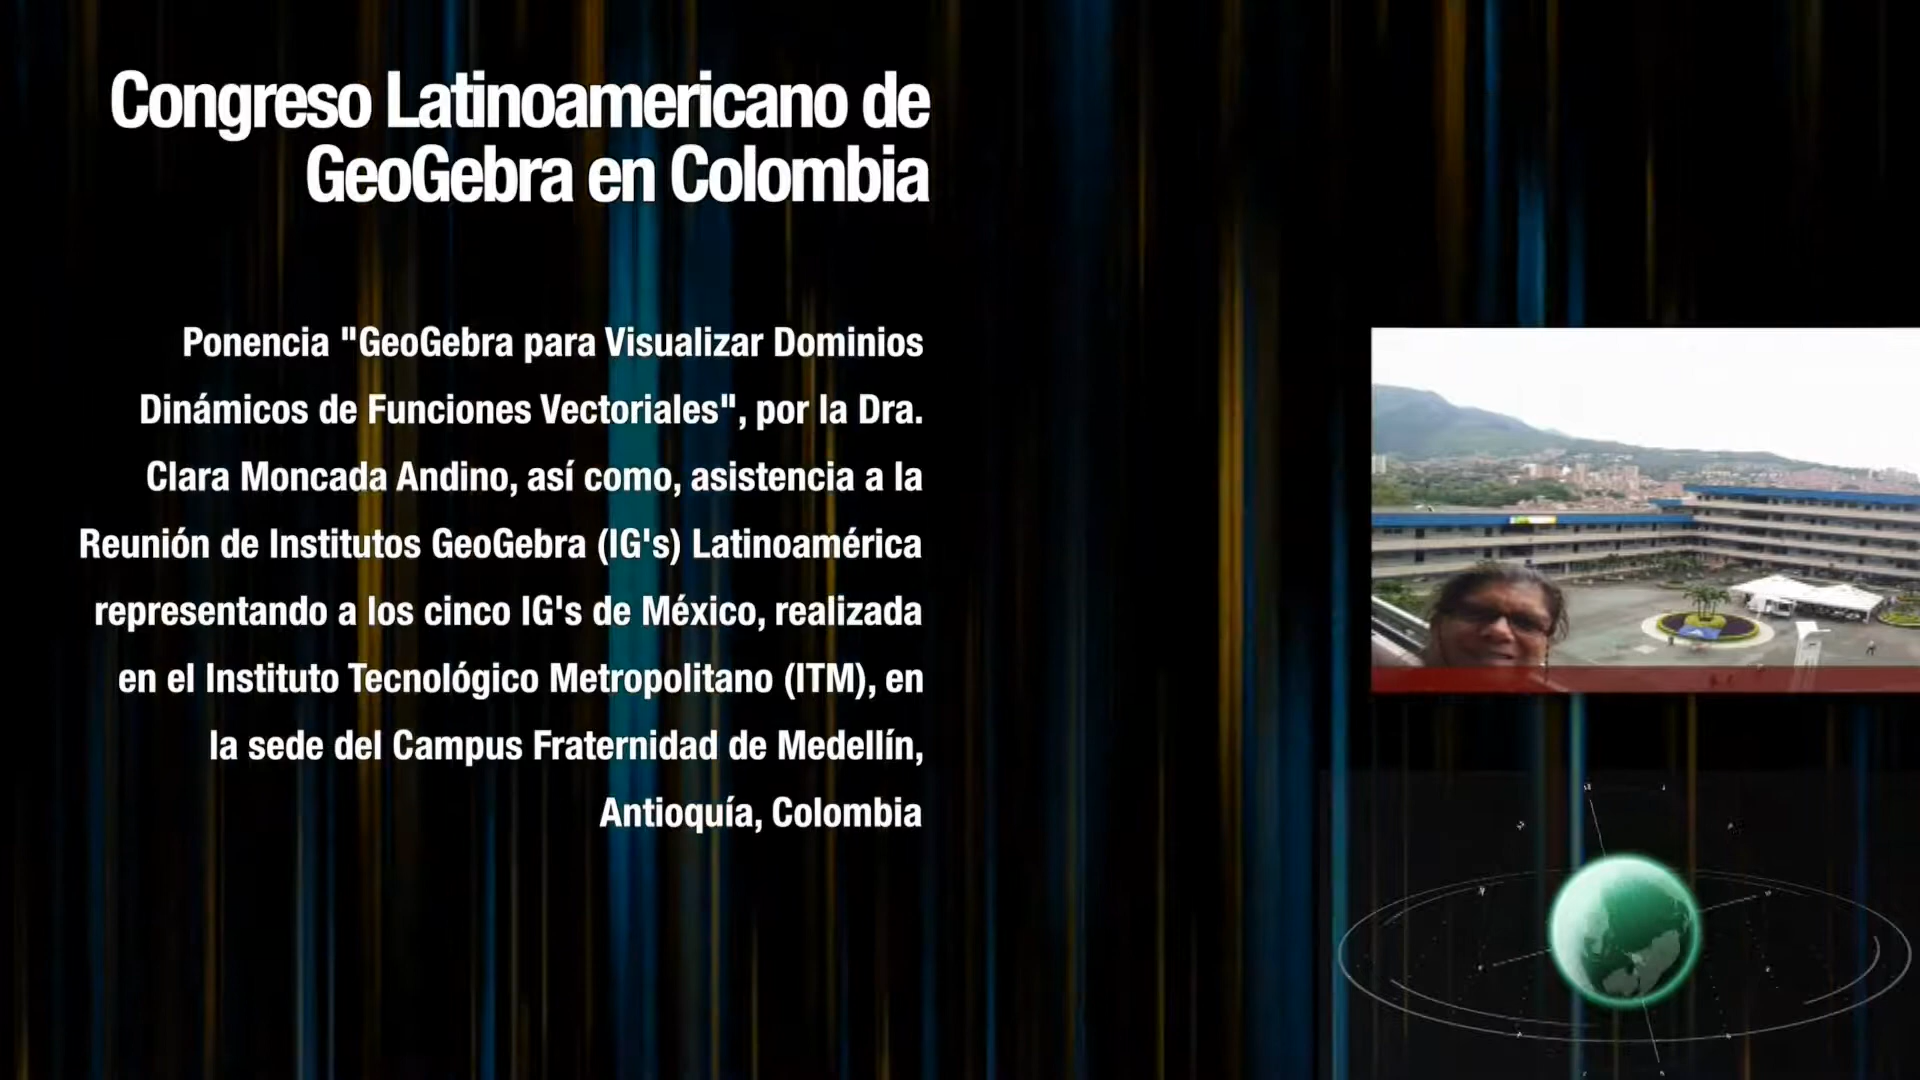 Congreso Latinoamericano de
GeoGebra en Colombia
Ponencia "GeoGebra para Visualizar Dominios
Dinámicos de Funciones Vectoriales", por la Dra.
Clara Moncada Andino, así como, asistencia a la
Reunión de Institutos GeoGebra (IG's) Latinoamérica
representando a los cinco IG's de México, realizada
en el Instituto Tecnológico Metropolitano (ITM), en
la sede del Campus Fraternidad de Medellín,
Antioquía, Colombia